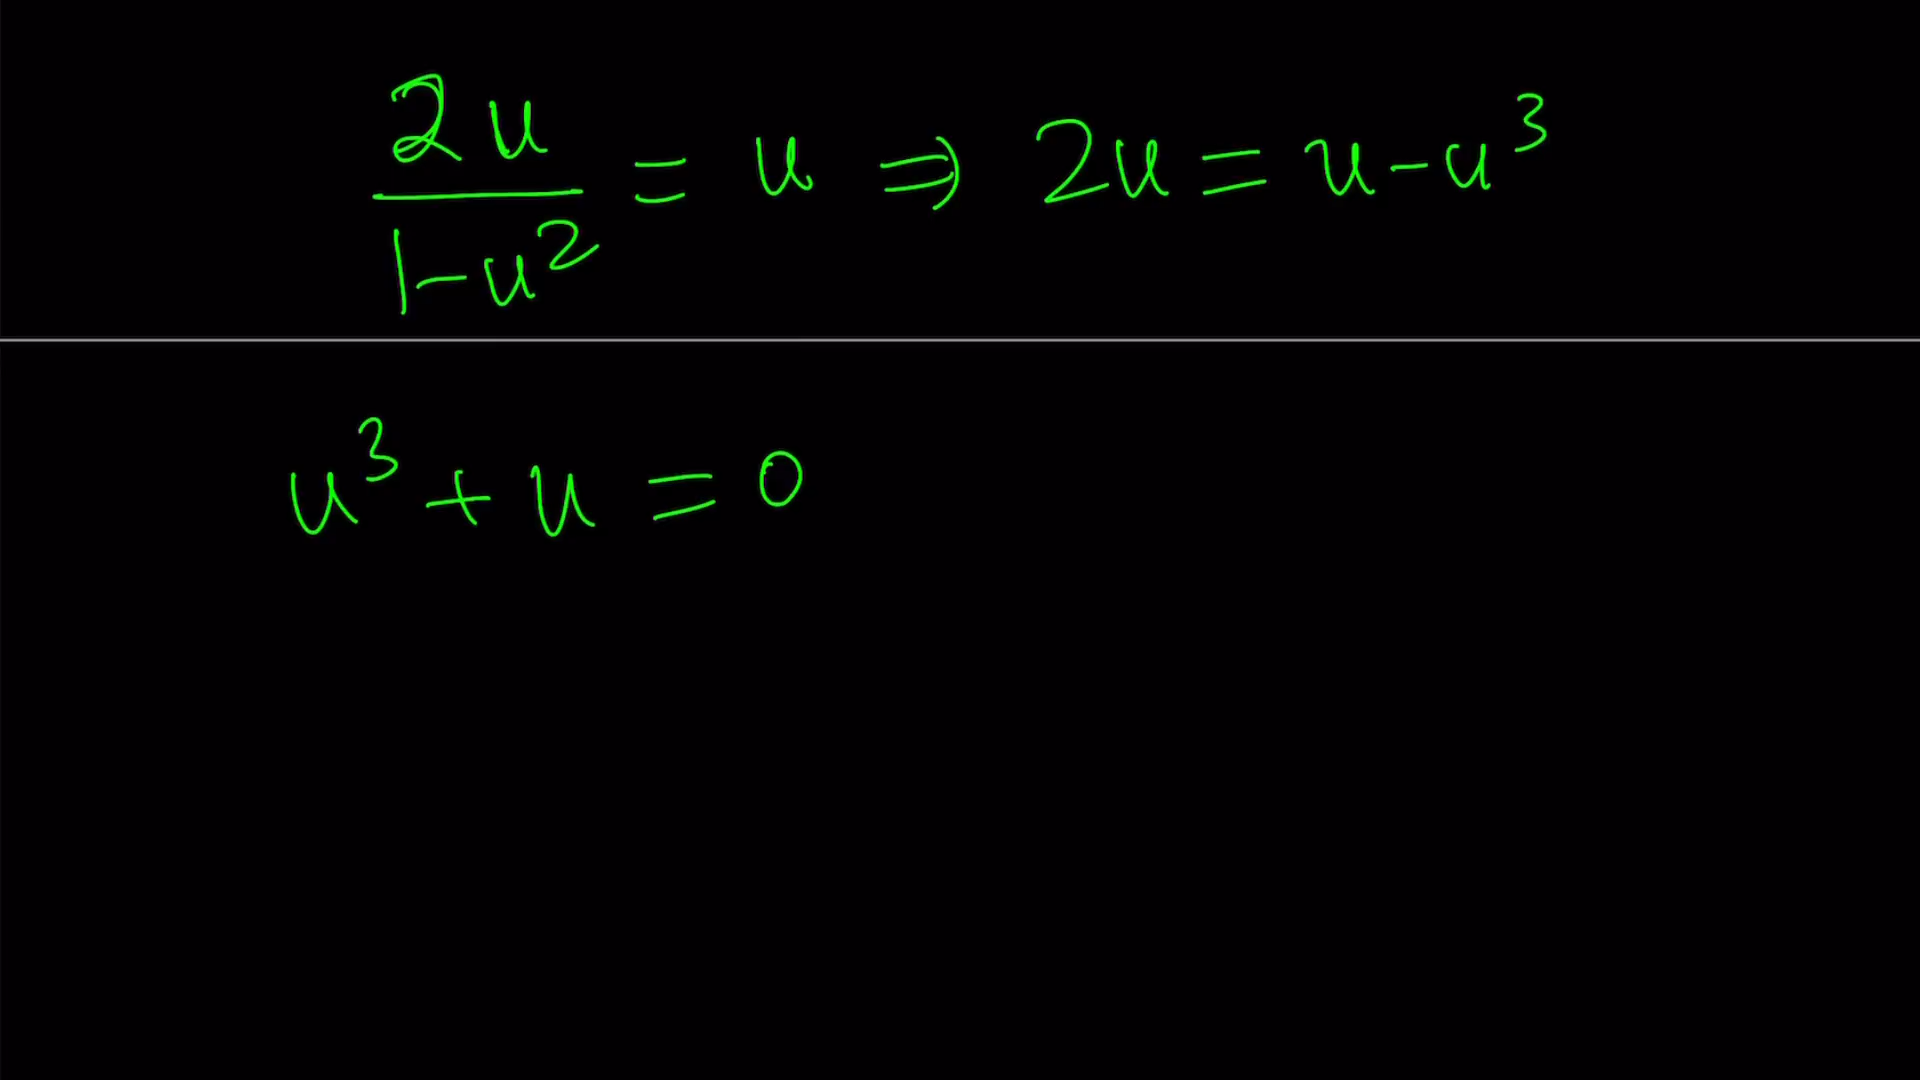 2u/(1-u²) = u ⇒ 2u = u - u³
u³ + u = 0